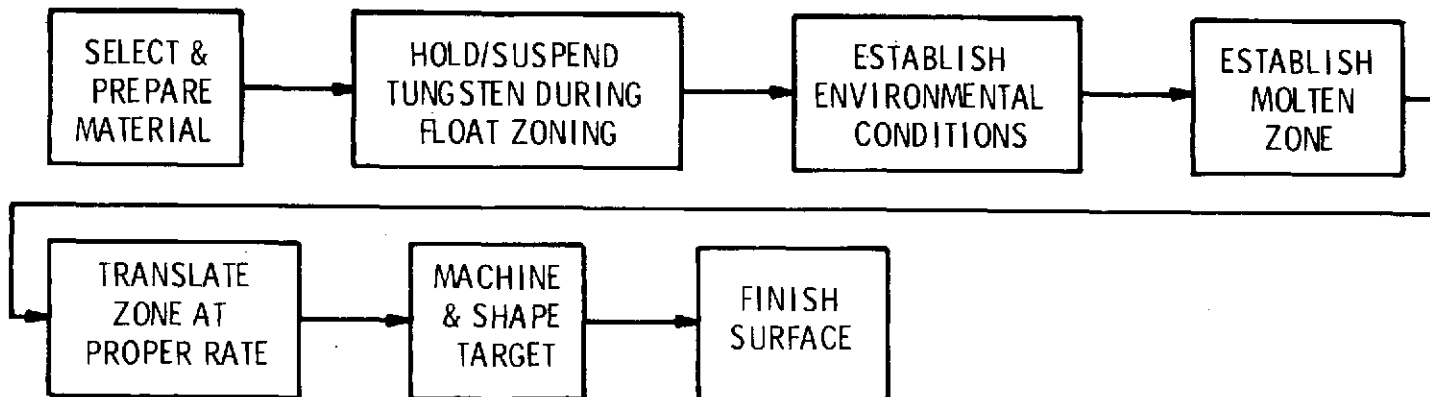 SELECT &
PREPARE
MATERIAL
HOLD/SUSPEND
TUNGSTEN DURING
FLOAT ZONING
ESTABLISH
ENVIRONMENTAL
CONDITIONS
ESTABLISH
MOLTEN
ZONE
TRANSLATE
ZONE AT
PROPER RATE
MACHINE
& SHAPE
TARGET
FINISH
SURFACE